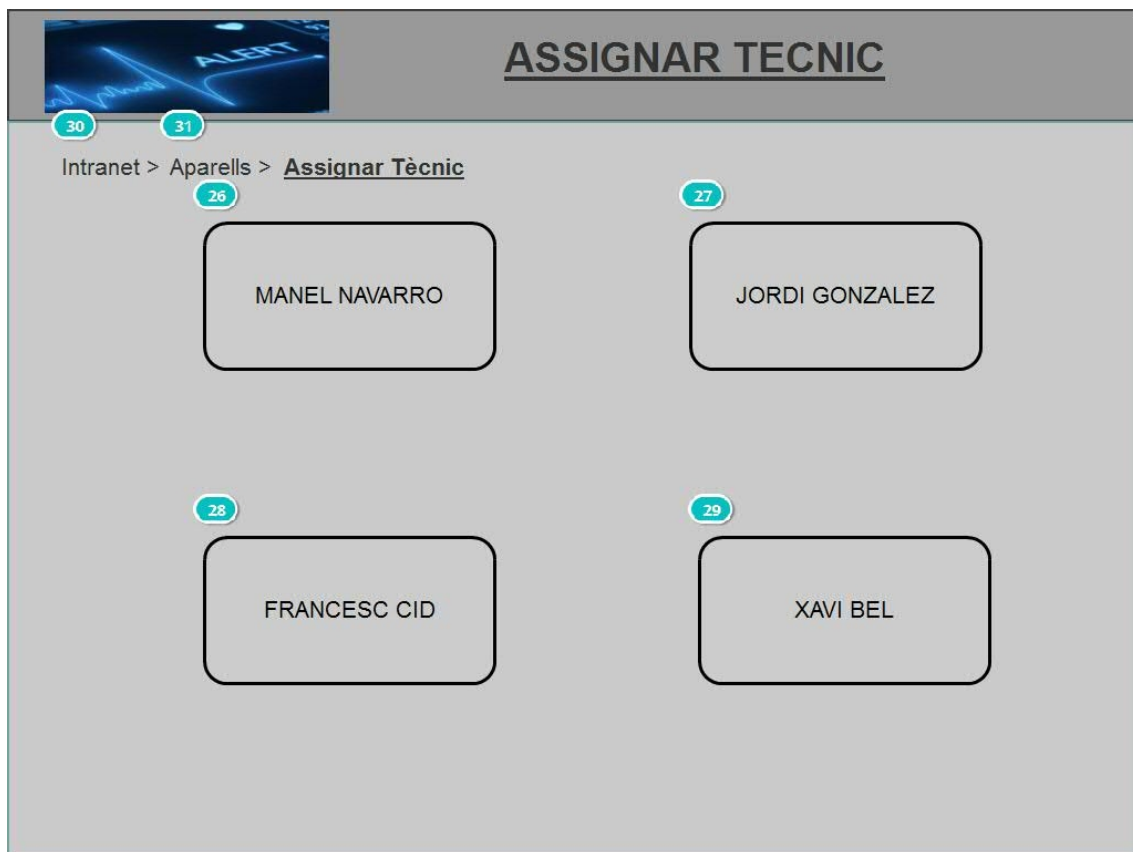 ALERT
ASSIGNAR TECNIC
30 31
Intranet > Aparells > Assignar Tècnic
26 27
MANEL NAVARRO JORDI GONZALEZ
28 29
FRANCESC CID XAVI BEL